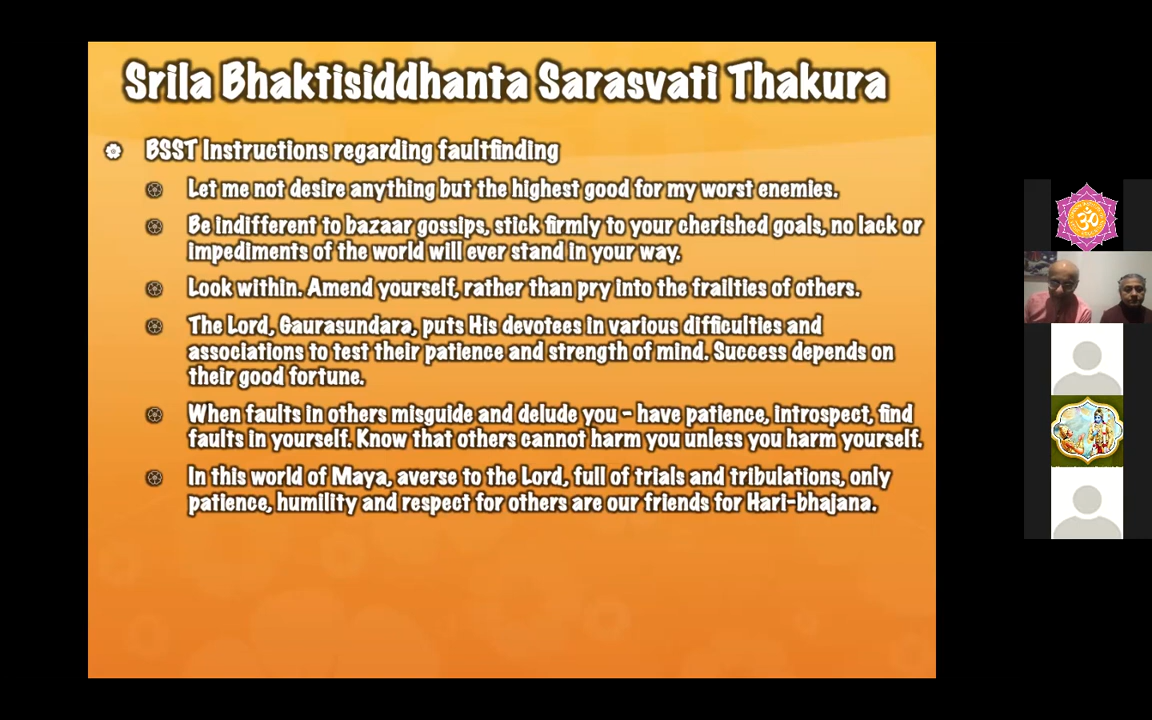 Srila Bhaktisiddhanta Sarasvati Thakura
BSST Instructions regarding faultfinding
Let me not desire anything but the highest good for my worst enemies.
Be indifferent to bazaar gossips, stick firmly to your cherished goals, no lack or
impediments of the world will ever stand in your way.
Look within. Amend yourself, rather than pry into the frailties of others.
The Lord, Gaurasundara, puts His devotees in various difficulties and
associations to test their patience and strength of mind. Success depends on
their good fortune.
When faults in others misguide and delude you - have patience, introspect, find
faults in yourself. Know that others cannot harm you unless you harm yourself.
In this world of Maya, averse to the Lord, full of trials and tribulations, only
patience, humility and respect for others are our friends for Hari-bhajana.
ॐ